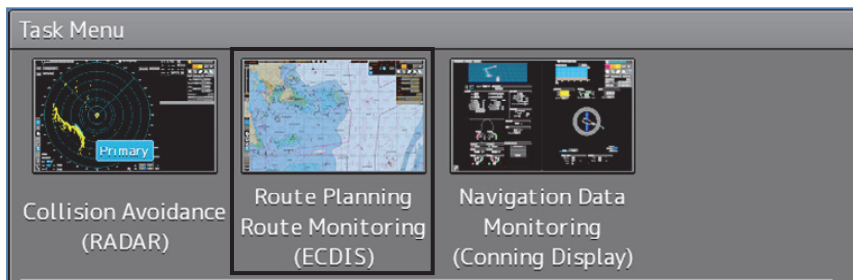 Task Menu
Primary
Collision Avoidance
(RADAR)
Route Planning
Route Monitoring
(ECDIS)
Navigation Data
Monitoring
(Conning Display)